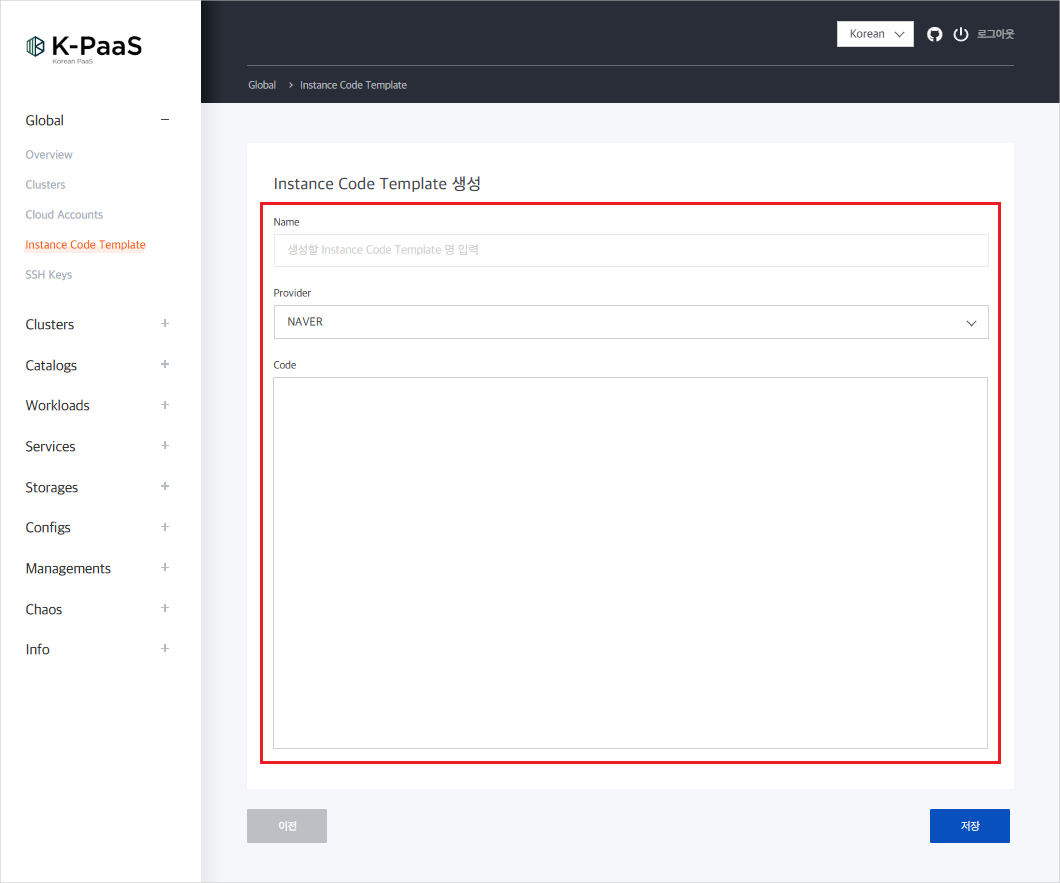 K-PaaS
Korean PaaS
Global
Overview
Clusters
Cloud Accounts
Instance Code Template
SSH Keys
Clusters
Catalogs
Workloads
Services
Storages
Configs
Managements
Chaos
Info
Korean
로그아웃
Global > Instance Code Template
Instance Code Template 생성
Name
생성할 Instance Code Template 명 입력
Provider
NAVER
Code
이전
저장